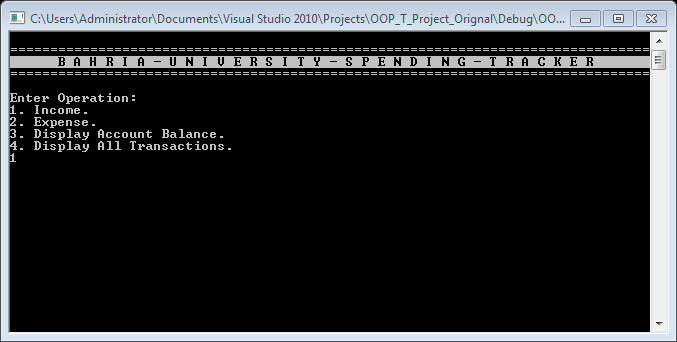 C:\Users\Administrator\Documents\Visual Studio 2010\Projects\OOP_T_Project_Orignal\Debug\OO...
================================================================================
B A H R I A - U N I V E R S I T Y - S P E N D I N G - T R A C K E R
================================================================================
Enter Operation:
1. Income.
2. Expense.
3. Display Account Balance.
4. Display All Transactions.
1